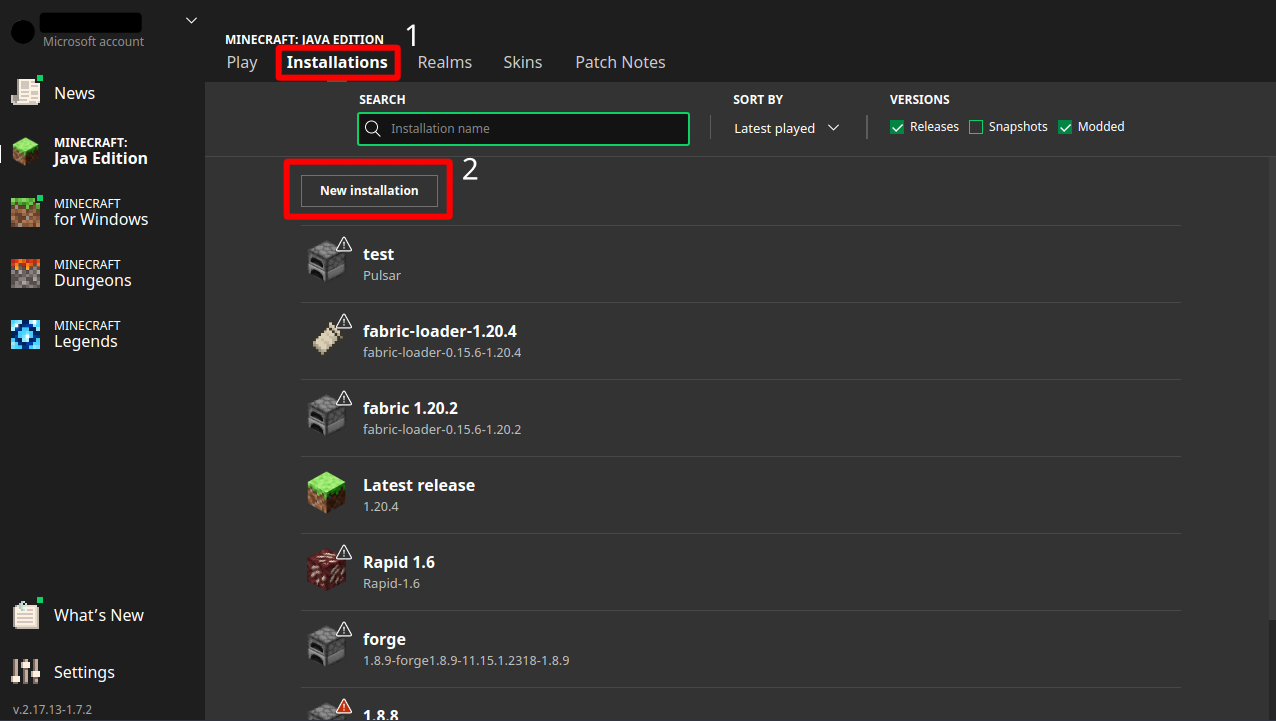 Microsoft account
News
MINECRAFT:
Java Edition
MINECRAFT
for Windows
MINECRAFT
Dungeons
MINECRAFT
Legends
What's New
Settings
v.2.17.13-1.7.2
MINECRAFT: JAVA EDITION
1
Play Installations Realms Skins Patch Notes
SEARCH SORT BY VERSIONS
Installation name Latest played Releases Snapshots Modded
2
New installation
test
Pulsar
fabric-loader-1.20.4
fabric-loader-0.15.6-1.20.4
fabric 1.20.2
fabric-loader-0.15.6-1.20.2
Latest release
1.20.4
Rapid 1.6
Rapid-1.6
forge
1.8.9-forge1.8.9-11.15.1.2318-1.8.9
1.8.8